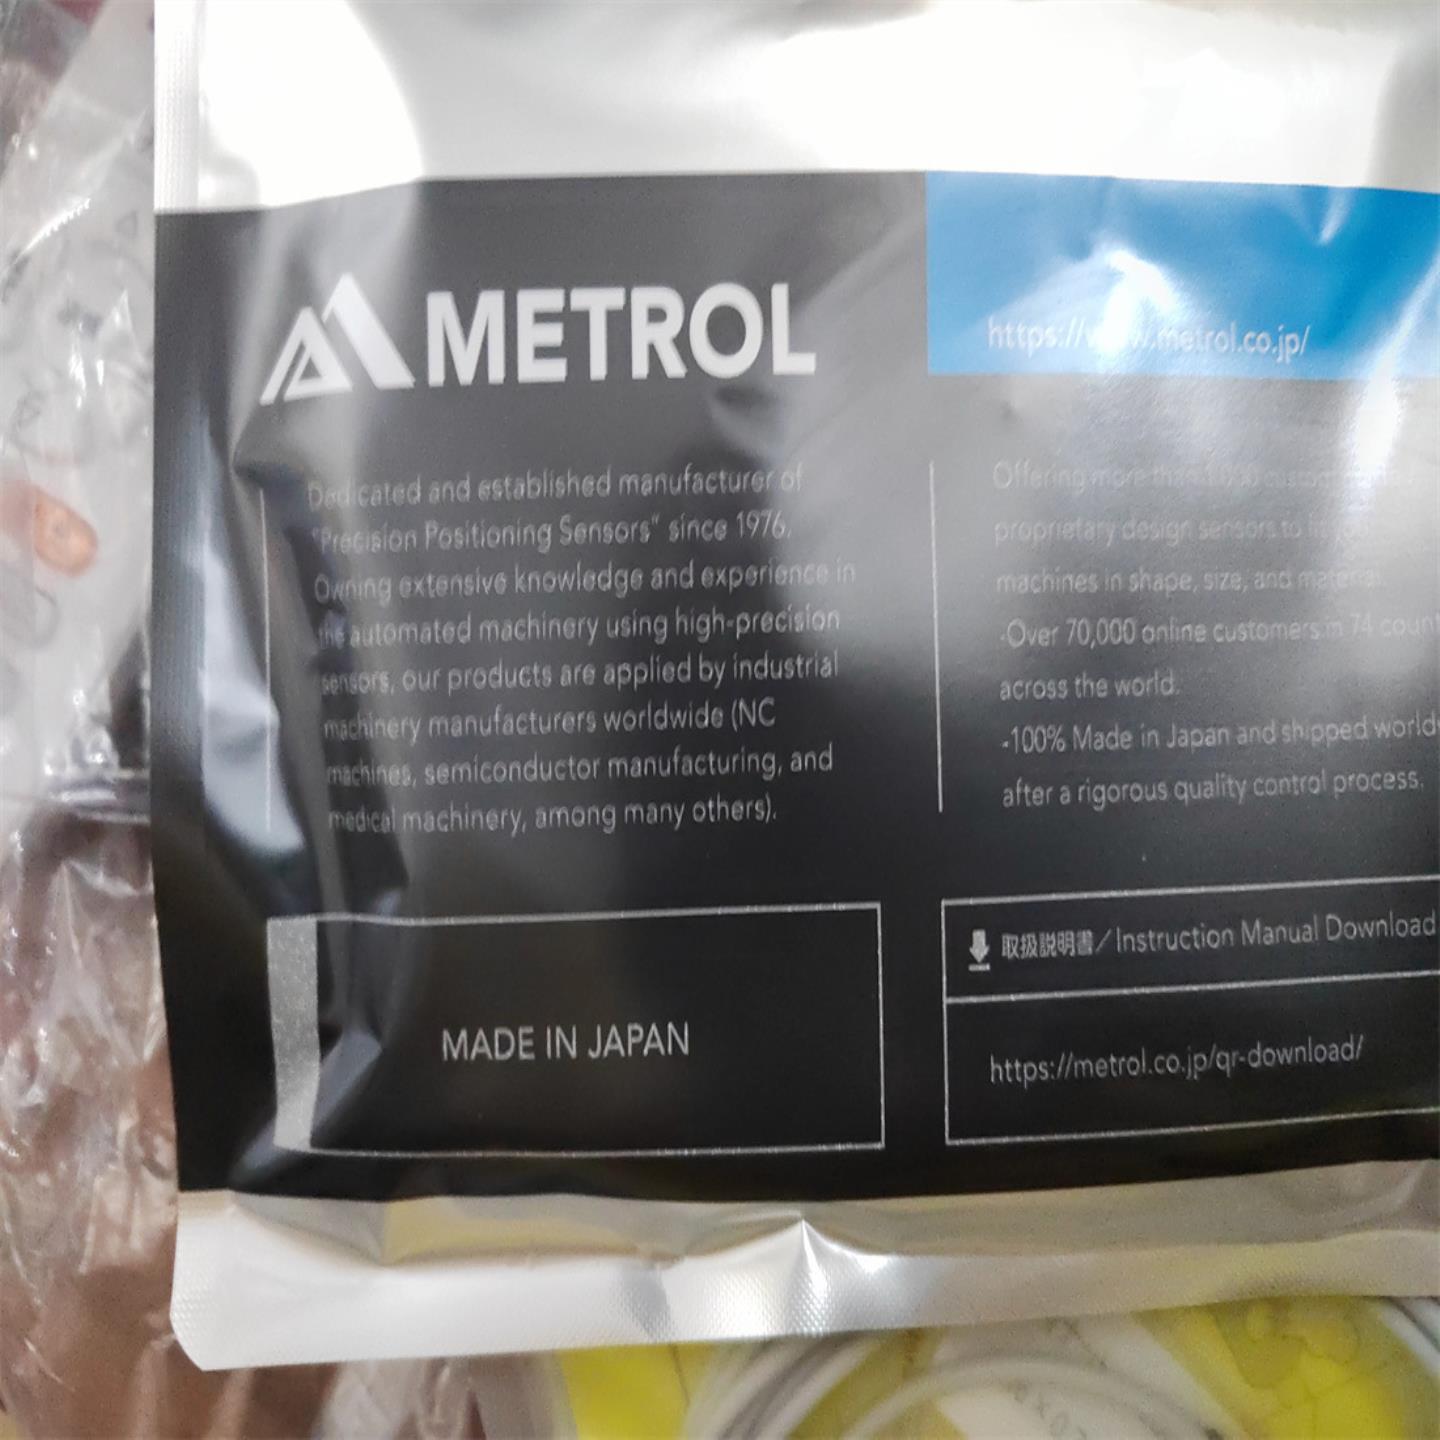 METROL
https://www.metrol.co.jp/
Dedicated and established manufacturer of
"Precision Positioning Sensors" since 1976.
Owning extensive knowledge and experience in
the automated machinery using high-precision
sensors, our products are applied by industrial
machinery manufacturers worldwide (NC
machines, semiconductor manufacturing, and
medical machinery, among many others).
Offering more than
proprietary design sensors to
machines in shape, size, and material.
-Over 70,000 online customers in 74
across the world.
-100% Made in Japan and shipped
after a rigorous quality control process.
MADE IN JAPAN
取扱説明書/Instruction Manual Download
https://metrol.co.jp/qr-download/